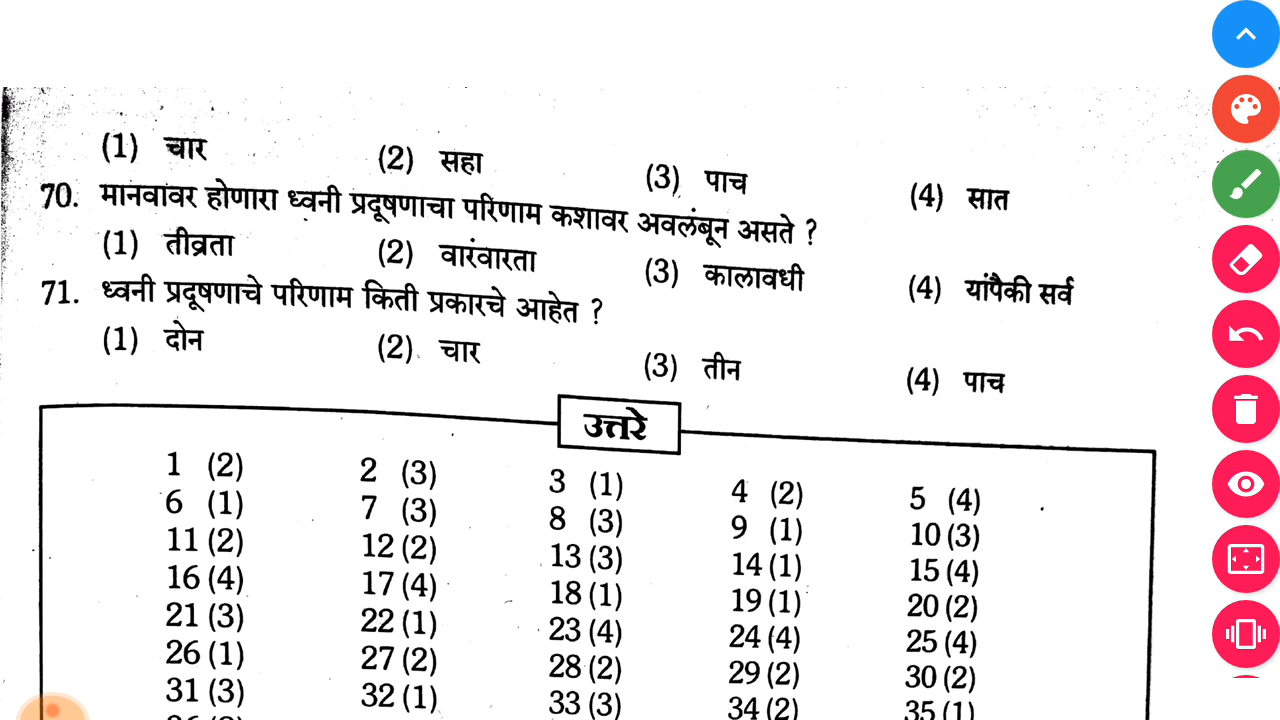 (1) चार (2) सहा (3) पाच (4) सात
70. मानवावर होणारा ध्वनी प्रदूषणाचा परिणाम कशावर अवलंबून असते ?
(1) तीव्रता (2) वारंवारता (3) कालावधी (4) यांपैकी सर्व
71. ध्वनी प्रदूषणाचे परिणाम किती प्रकारचे आहेत ?
(1) दोन (2) चार (3) तीन (4) पाच
उत्तरे
1 (2) 2 (3) 3 (1) 4 (2) 5 (4)
6 (1) 7 (3) 8 (3) 9 (1) 10 (3)
11 (2) 12 (2) 13 (3) 14 (1) 15 (4)
16 (4) 17 (4) 18 (1) 19 (1) 20 (2)
21 (3) 22 (1) 23 (4) 24 (4) 25 (4)
26 (1) 27 (2) 28 (2) 29 (2) 30 (2)
31 (3) 32 (1) 33 (3) 34 (2) 35 (1)